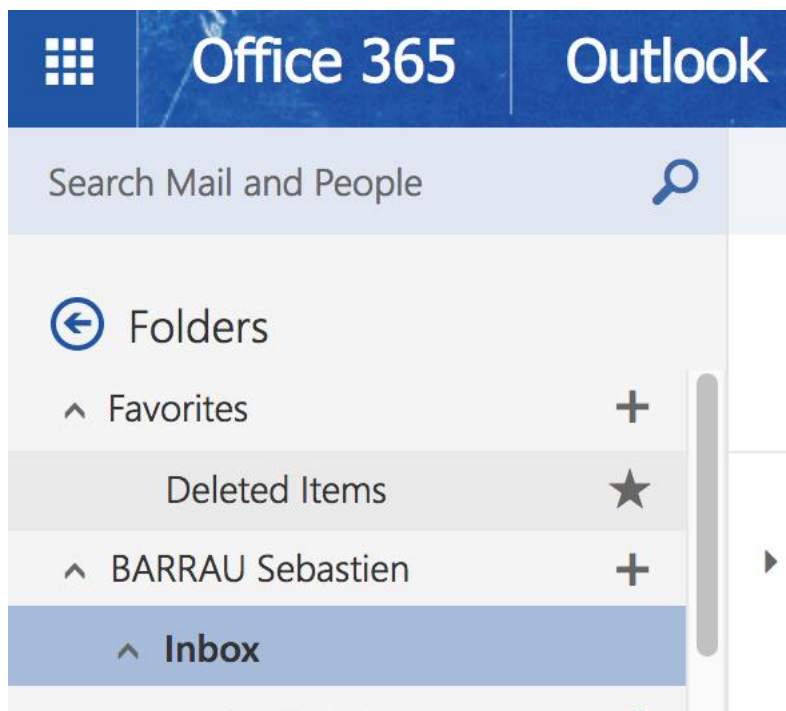 Office 365 Outlook
Search Mail and People
Folders
Favorites
Deleted Items
BARRAU Sebastien
Inbox